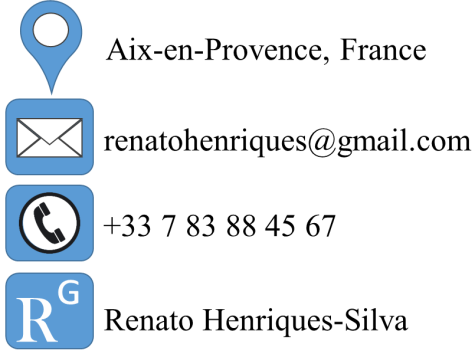 Aix-en-Provence, France
renatohenriques@gmail.com
+33 7 83 88 45 67
RG
Renato Henriques-Silva